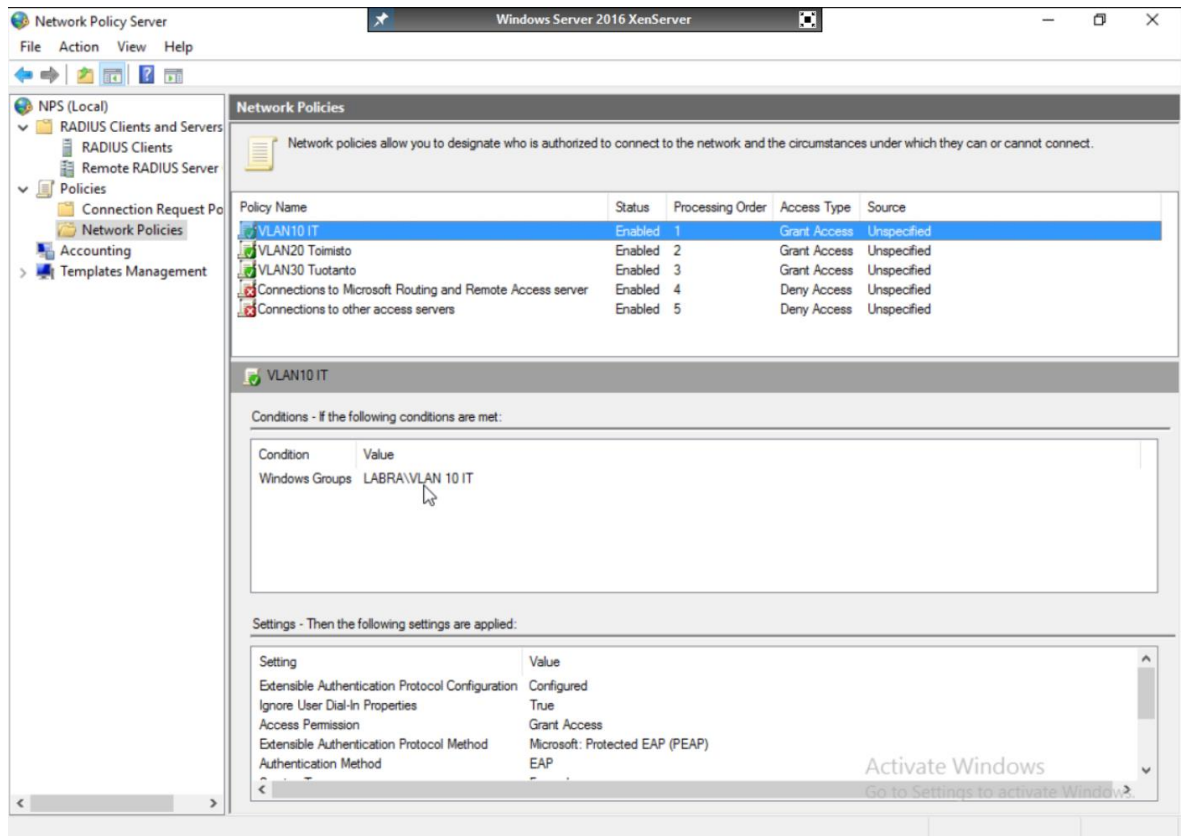 Network Policy Server
Windows Server 2016 XenServer
File Action View Help
NPS (Local)
RADIUS Clients and Servers
RADIUS Clients
Remote RADIUS Server
Policies
Connection Request Po
Network Policies
Accounting
Templates Management
Network Policies
Network policies allow you to designate who is authorized to connect to the network and the circumstances under which they can or cannot connect.
Policy Name Status Processing Order Access Type Source
VLAN10 IT Enabled 1 Grant Access Unspecified
VLAN20 Toimisto Enabled 2 Grant Access Unspecified
VLAN30 Tuotanto Enabled 3 Grant Access Unspecified
Connections to Microsoft Routing and Remote Access server Enabled 4 Deny Access Unspecified
Connections to other access servers Enabled 5 Deny Access Unspecified
VLAN10 IT
Conditions - If the following conditions are met:
Condition Value
Windows Groups LABRA\VLAN 10 IT
Settings - Then the following settings are applied:
Setting Value
Extensible Authentication Protocol Configuration Configured
Ignore User Dial-In Properties True
Access Permission Grant Access
Extensible Authentication Protocol Method Microsoft: Protected EAP (PEAP)
Authentication Method EAP
Activate Windows
Go to Settings to activate Windows.